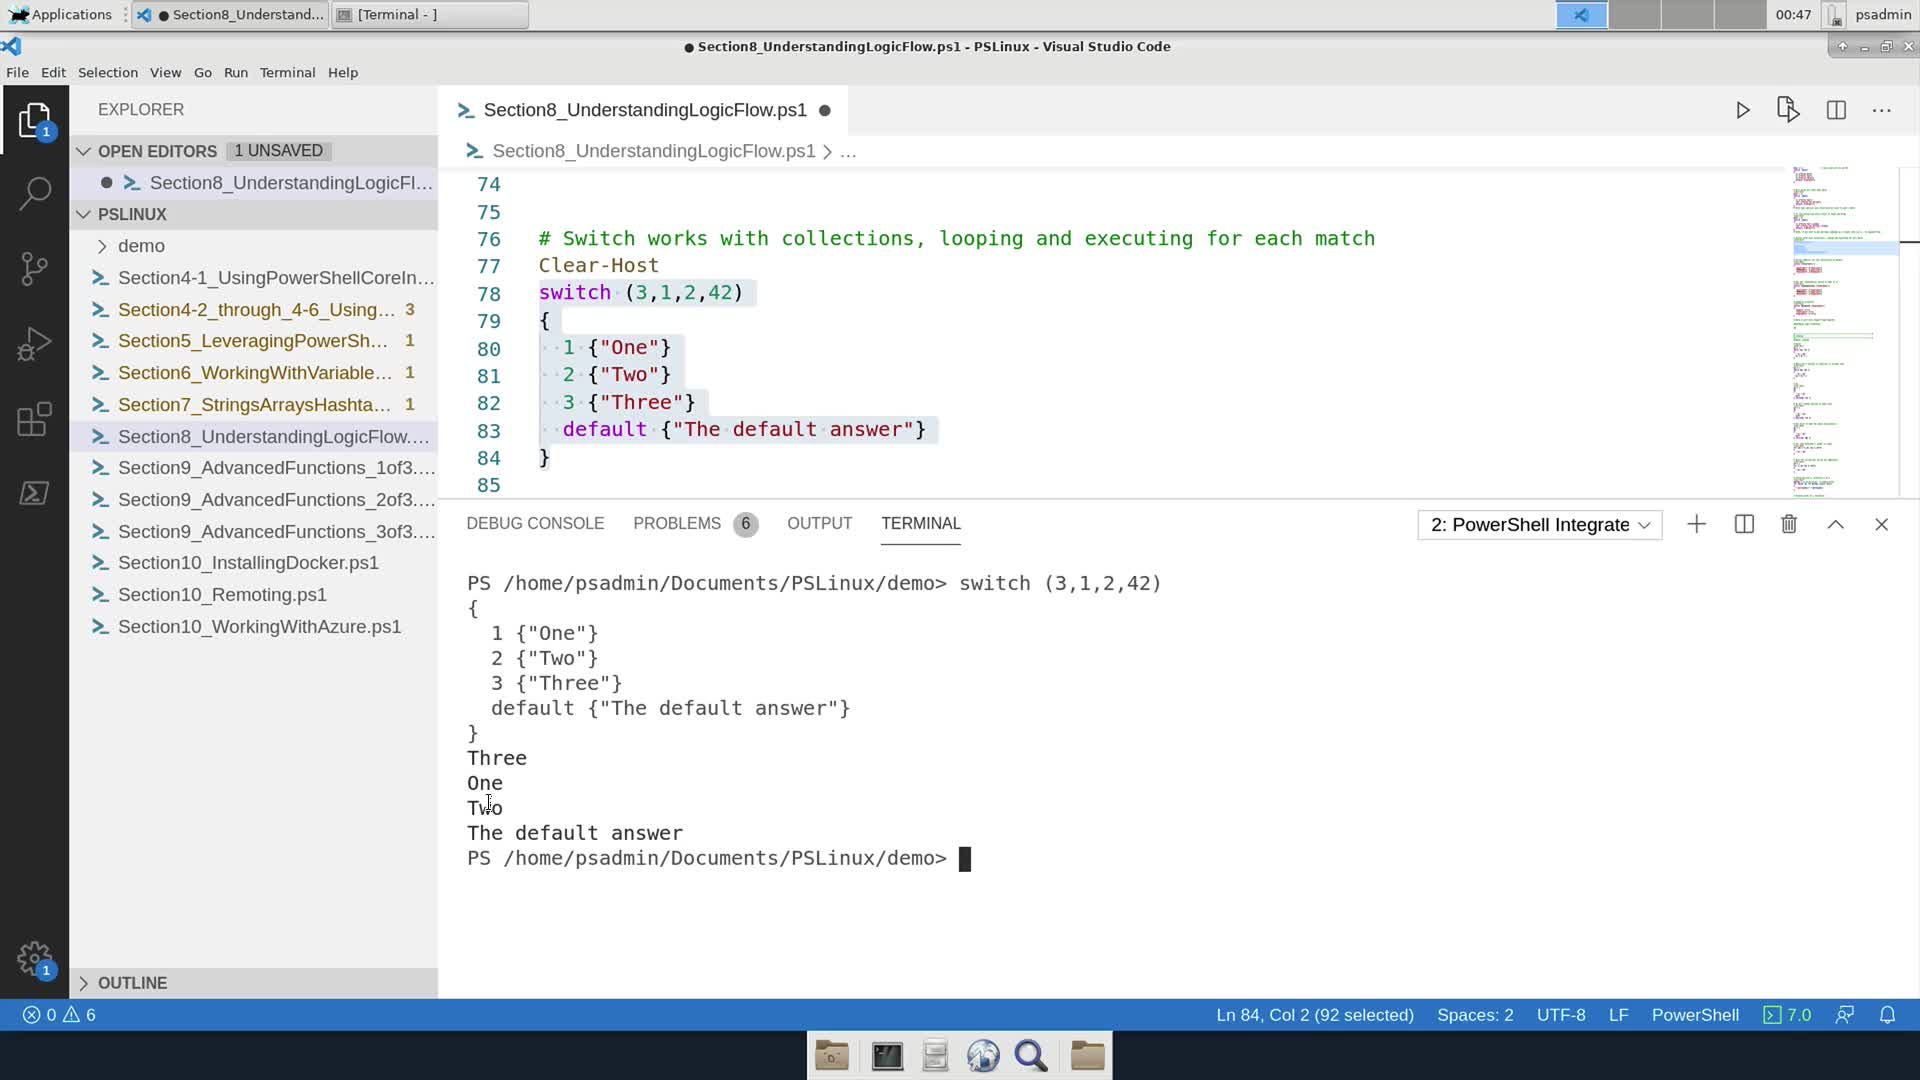 Applications
● Section8_Understand...
[Terminal - ]
00:47
psadmin
● Section8_UnderstandingLogicFlow.ps1 - PSLinux - Visual Studio Code
File Edit Selection View Go Run Terminal Help
1
EXPLORER
OPEN EDITORS 1 UNSAVED
Section8_UnderstandingLogicFl...
PSLINUX
demo
Section4-1_UsingPowerShellCoreIn...
Section4-2_through_4-6_Using... 3
Section5_LeveragingPowerSh... 1
Section6_WorkingWithVariable... 1
Section7_StringsArraysHashta... 1
Section8_UnderstandingLogicFlow....
Section9_AdvancedFunctions_1of3....
Section9_AdvancedFunctions_2of3....
Section9_AdvancedFunctions_3of3....
Section10_InstallingDocker.ps1
Section10_Remoting.ps1
Section10_WorkingWithAzure.ps1
OUTLINE
1
Section8_UnderstandingLogicFlow.ps1 ●
Section8_UnderstandingLogicFlow.ps1 > ...
74
75
76 # Switch works with collections, looping and executing for each match
77 Clear-Host
78 switch (3,1,2,42)
79 {
80 1 {"One"}
81 2 {"Two"}
82 3 {"Three"}
83 default {"The default answer"}
84 }
85
DEBUG CONSOLE PROBLEMS 6 OUTPUT TERMINAL
2: PowerShell Integrate
PS /home/psadmin/Documents/PSLinux/demo> switch (3,1,2,42)
{
1 {"One"}
2 {"Two"}
3 {"Three"}
default {"The default answer"}
}
Three
One
Two
The default answer
PS /home/psadmin/Documents/PSLinux/demo>
0 6
Ln 84, Col 2 (92 selected) Spaces: 2 UTF-8 LF PowerShell 7.0